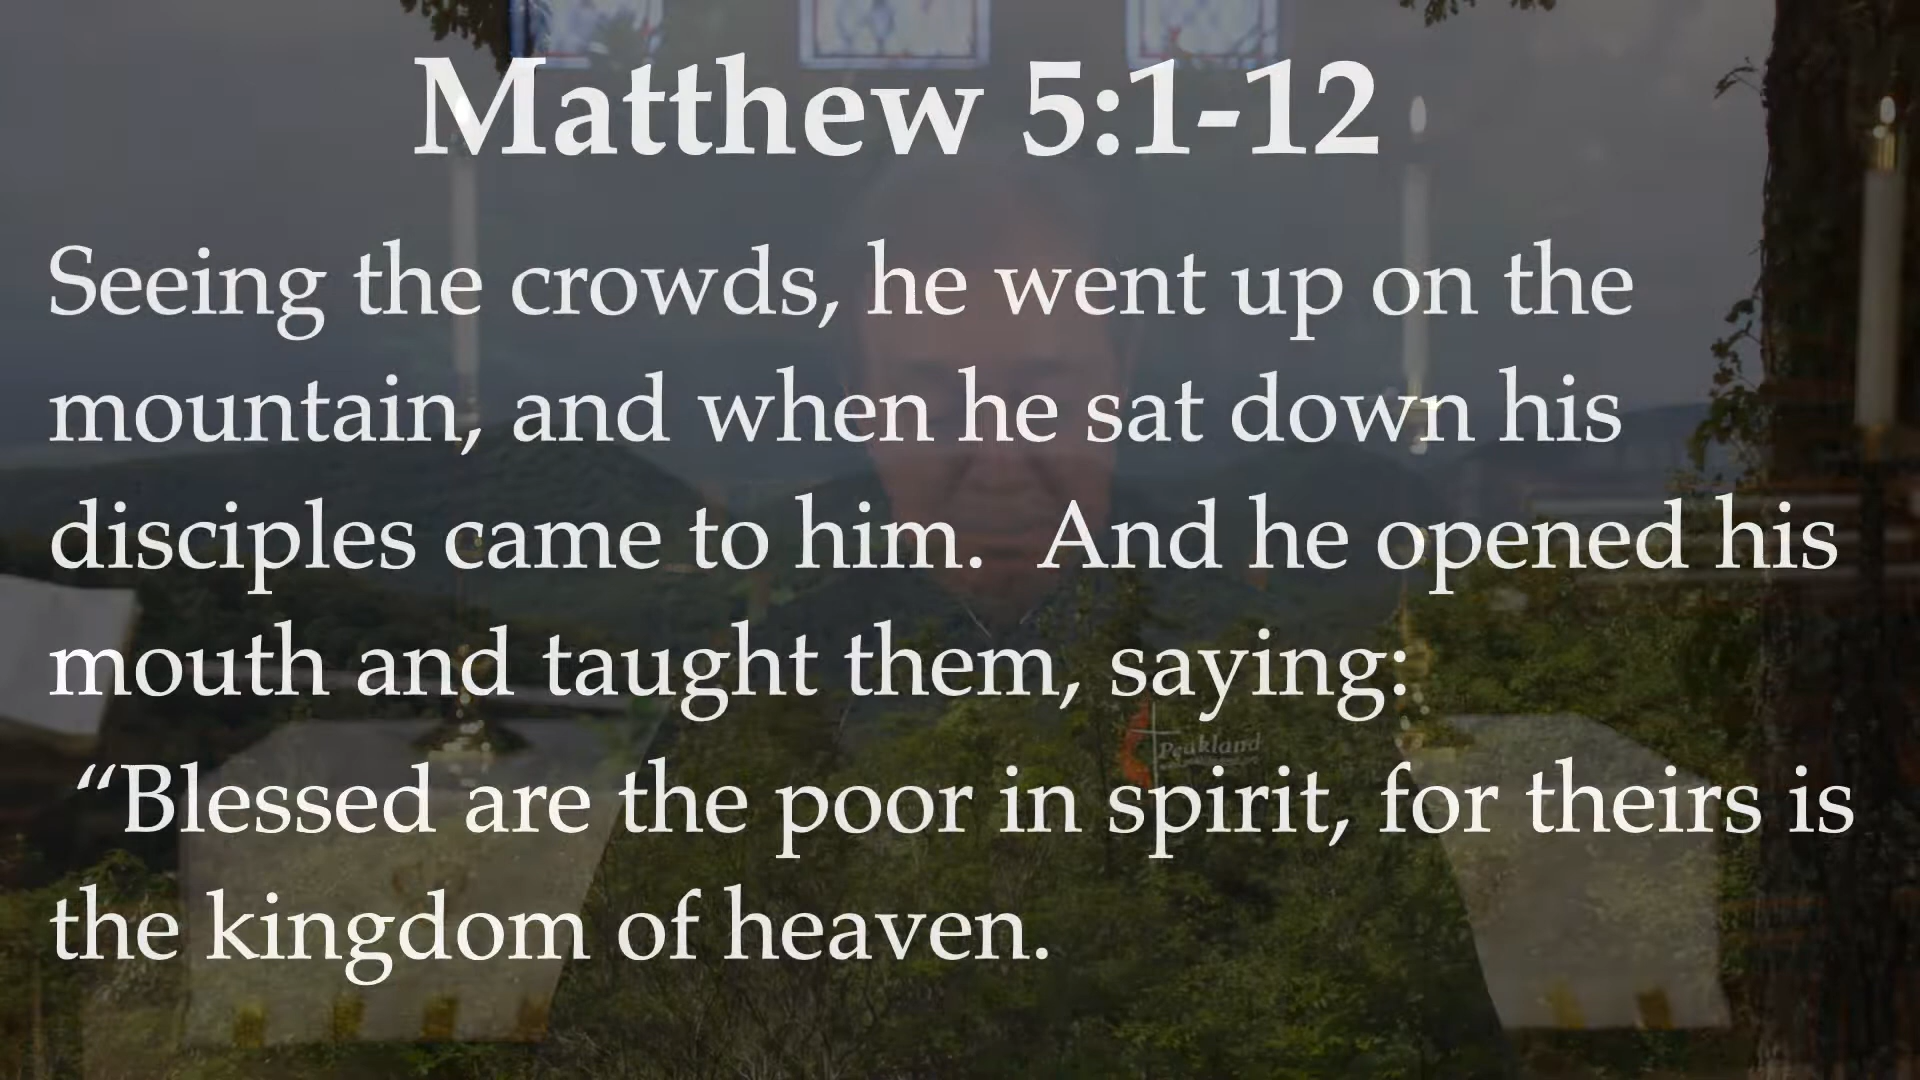 Matthew 5:1-12
Seeing the crowds, he went up on the
mountain, and when he sat down his
disciples came to him.  And he opened his
mouth and taught them, saying:
Peakland
“Blessed are the poor in spirit, for theirs is
the kingdom of heaven.